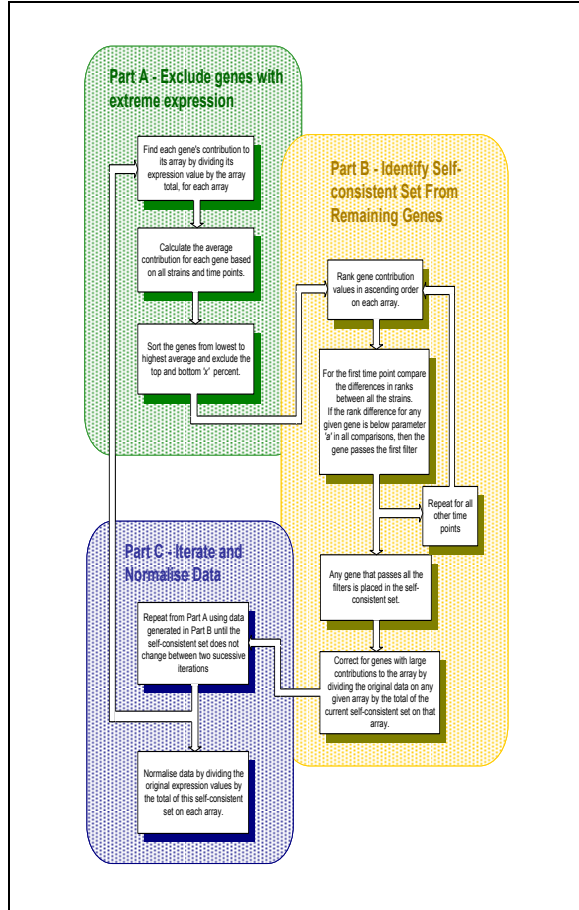 Part A - Exclude genes with
extreme expression
Find each gene's contribution to
its array by dividing its
expression value by the array
total, for each array
Calculate the average
contribution for each gene based
on all strains and time points.
Sort the genes from lowest to
highest average and exclude the
top and bottom 'x' percent.
Part B - Identify Self-
consistent Set From
Remaining Genes
Rank gene contribution
values in ascending order
on each array.
For the first time point compare
the differences in ranks
between all the strains.
If the rank difference for any
given gene is below parameter
'a' in all comparisons, then the
gene passes the first filter
Repeat for all
other time
points
Any gene that passes all the
filters is placed in the self-
consistent set.
Correct for genes with large
contributions to the array by
dividing the original data on any
given array by the total of the
current self-consistent set on that
array.
Part C - Iterate and
Normalise Data
Repeat from Part A using data
generated in Part B until the
self-consistent set does not
change between two sucessive
iterations
Normalise data by dividing the
original expression values by
the total of this self-consistent
set on each array.